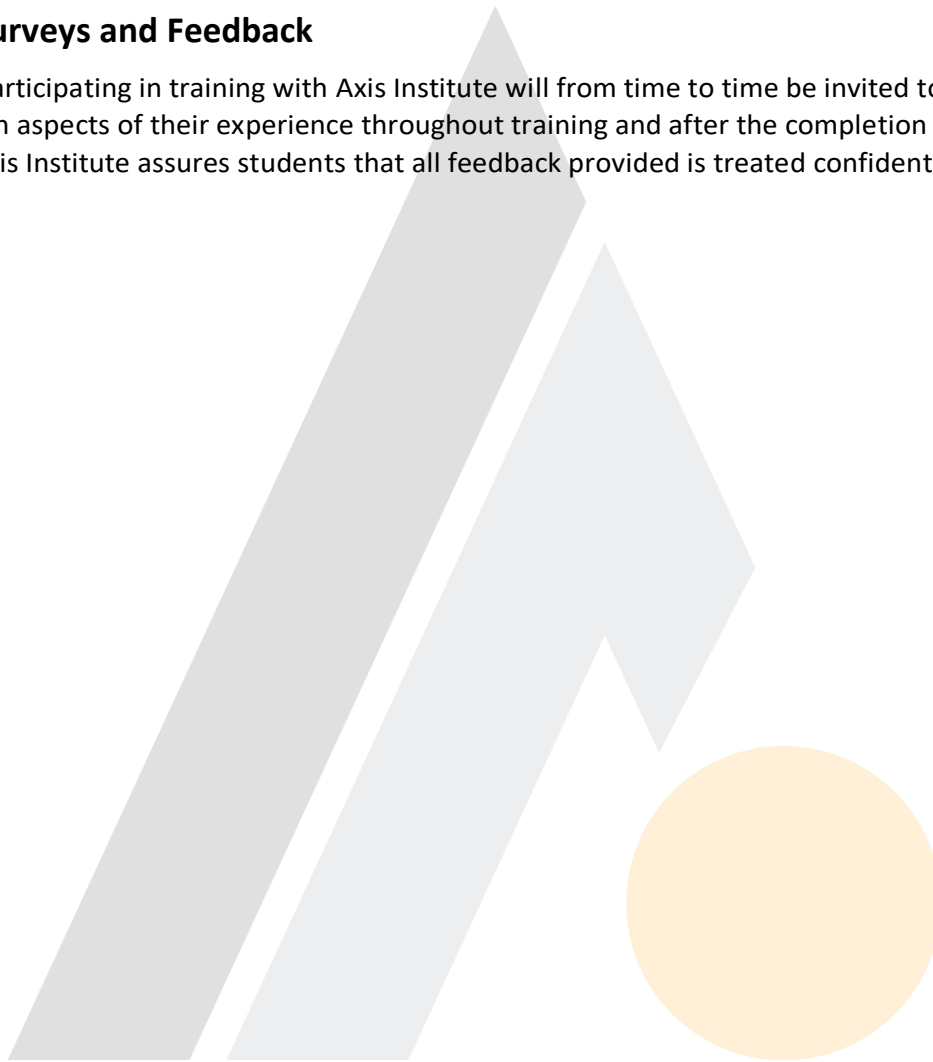 urveys and Feedback
articipating in training with Axis Institute will from time to time be invited to
n aspects of their experience throughout training and after the completion
is Institute assures students that all feedback provided is treated confident